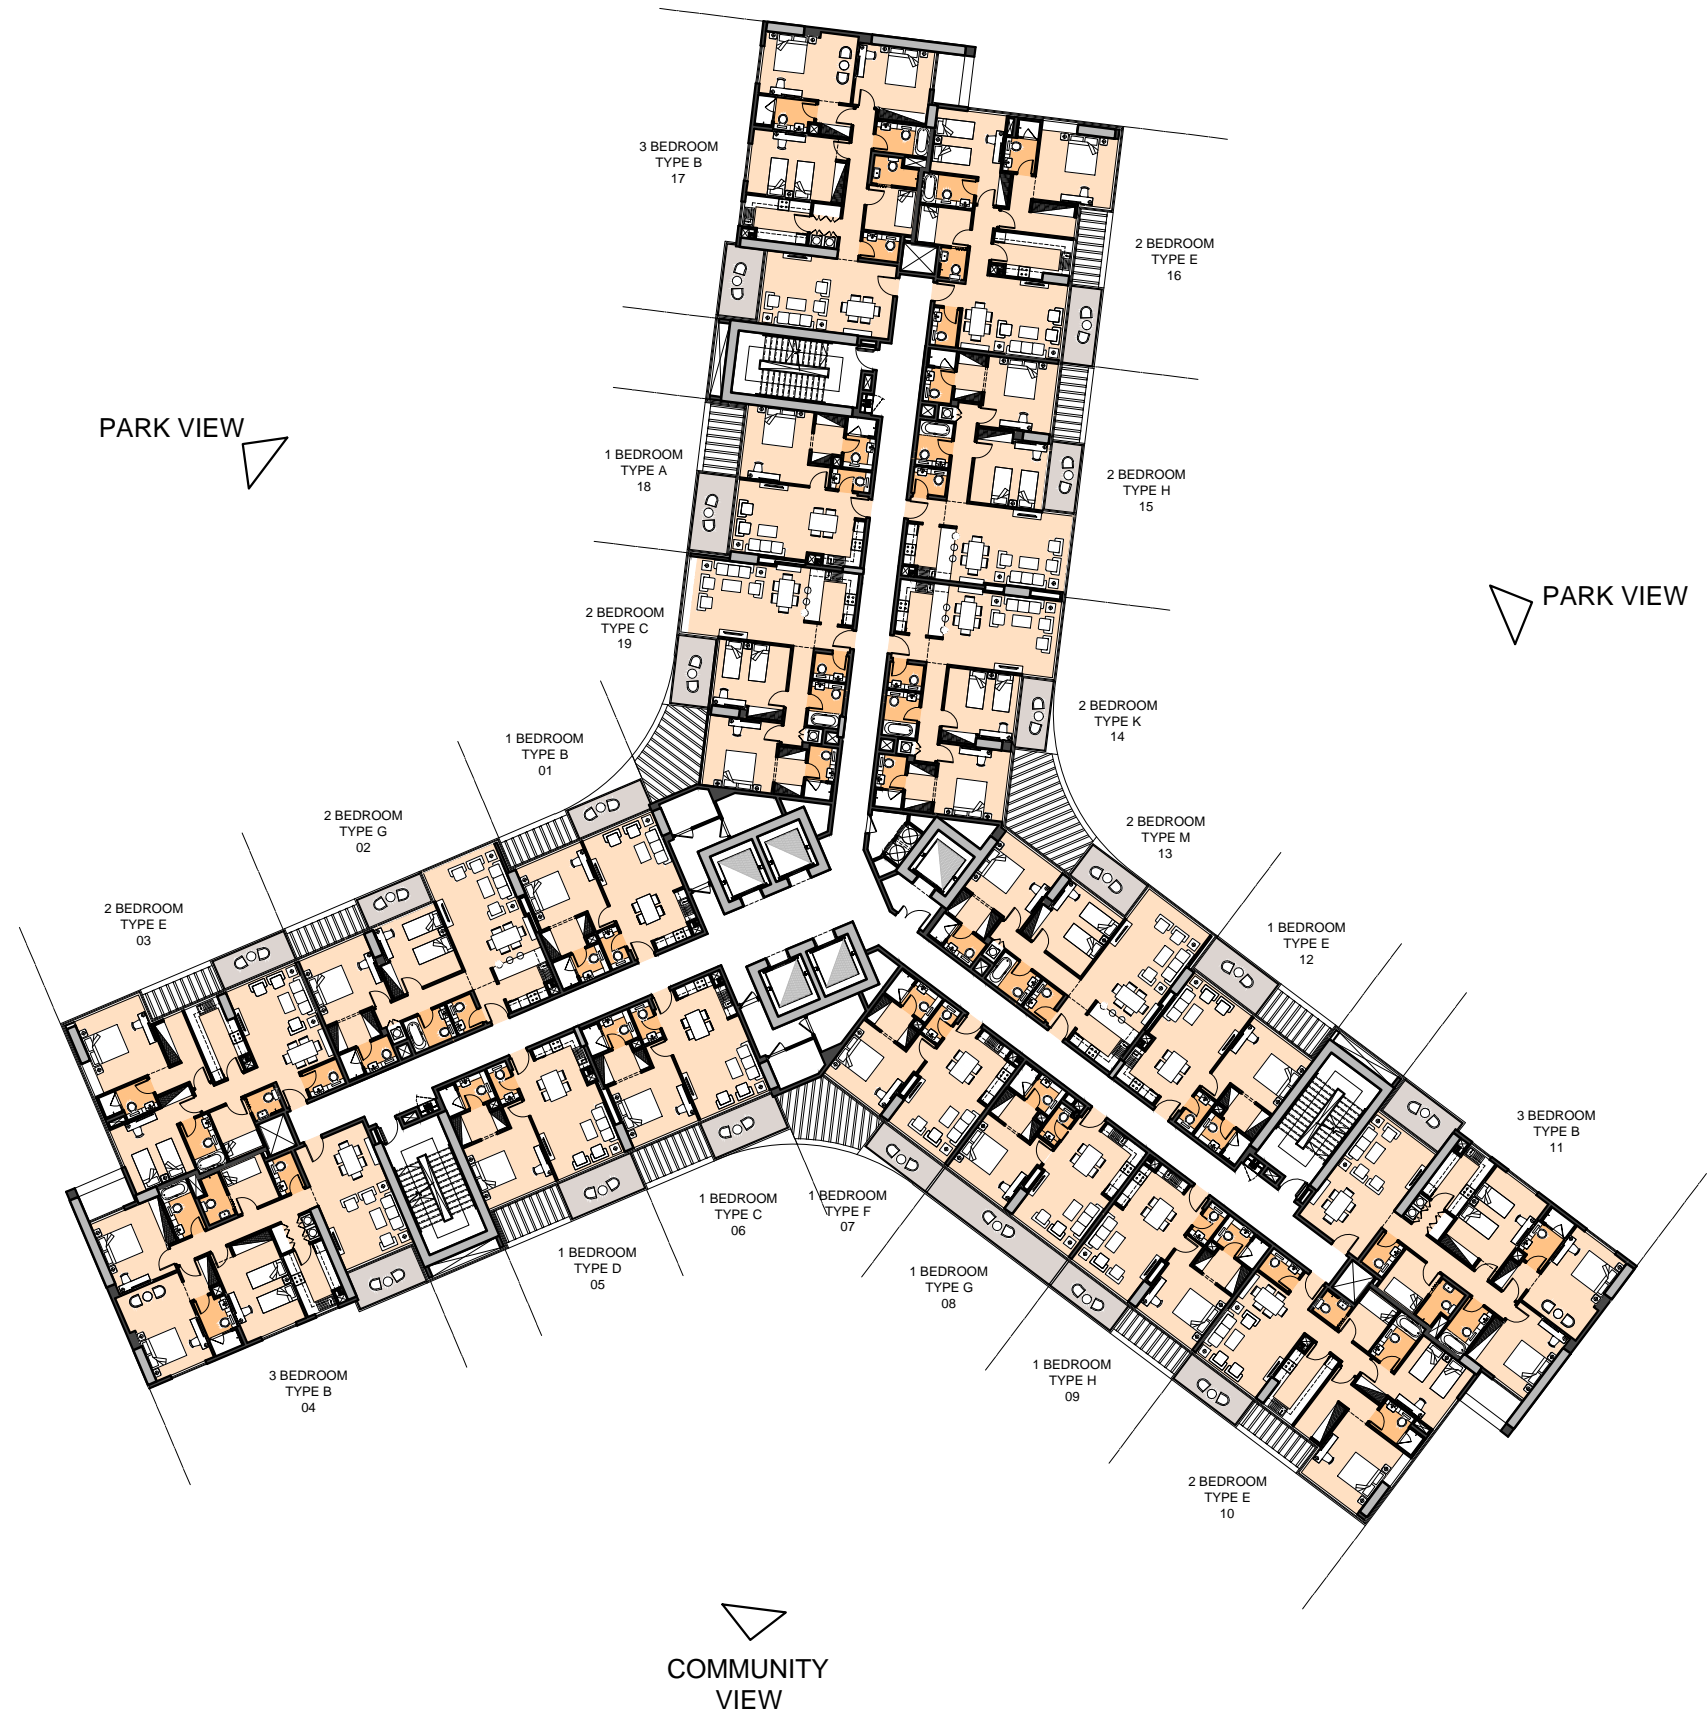 3 BEDROOM
TYPE B
17
2 BEDROOM
TYPE E
16
PARK VIEW
1 BEDROOM
TYPE A
18
2 BEDROOM
TYPE H
15
PARK VIEW
2 BEDROOM
TYPE C
19
2 BEDROOM
TYPE K
14
1 BEDROOM
TYPE B
01
2 BEDROOM
TYPE G
02
2 BEDROOM
TYPE M
13
2 BEDROOM
TYPE E
03
1 BEDROOM
TYPE E
12
3 BEDROOM
TYPE B
11
1 BEDROOM
TYPE C
06
1 BEDROOM
TYPE F
07
1 BEDROOM
TYPE D
05
1 BEDROOM
TYPE G
08
3 BEDROOM
TYPE B
04
1 BEDROOM
TYPE H
09
2 BEDROOM
TYPE E
10
COMMUNITY
VIEW